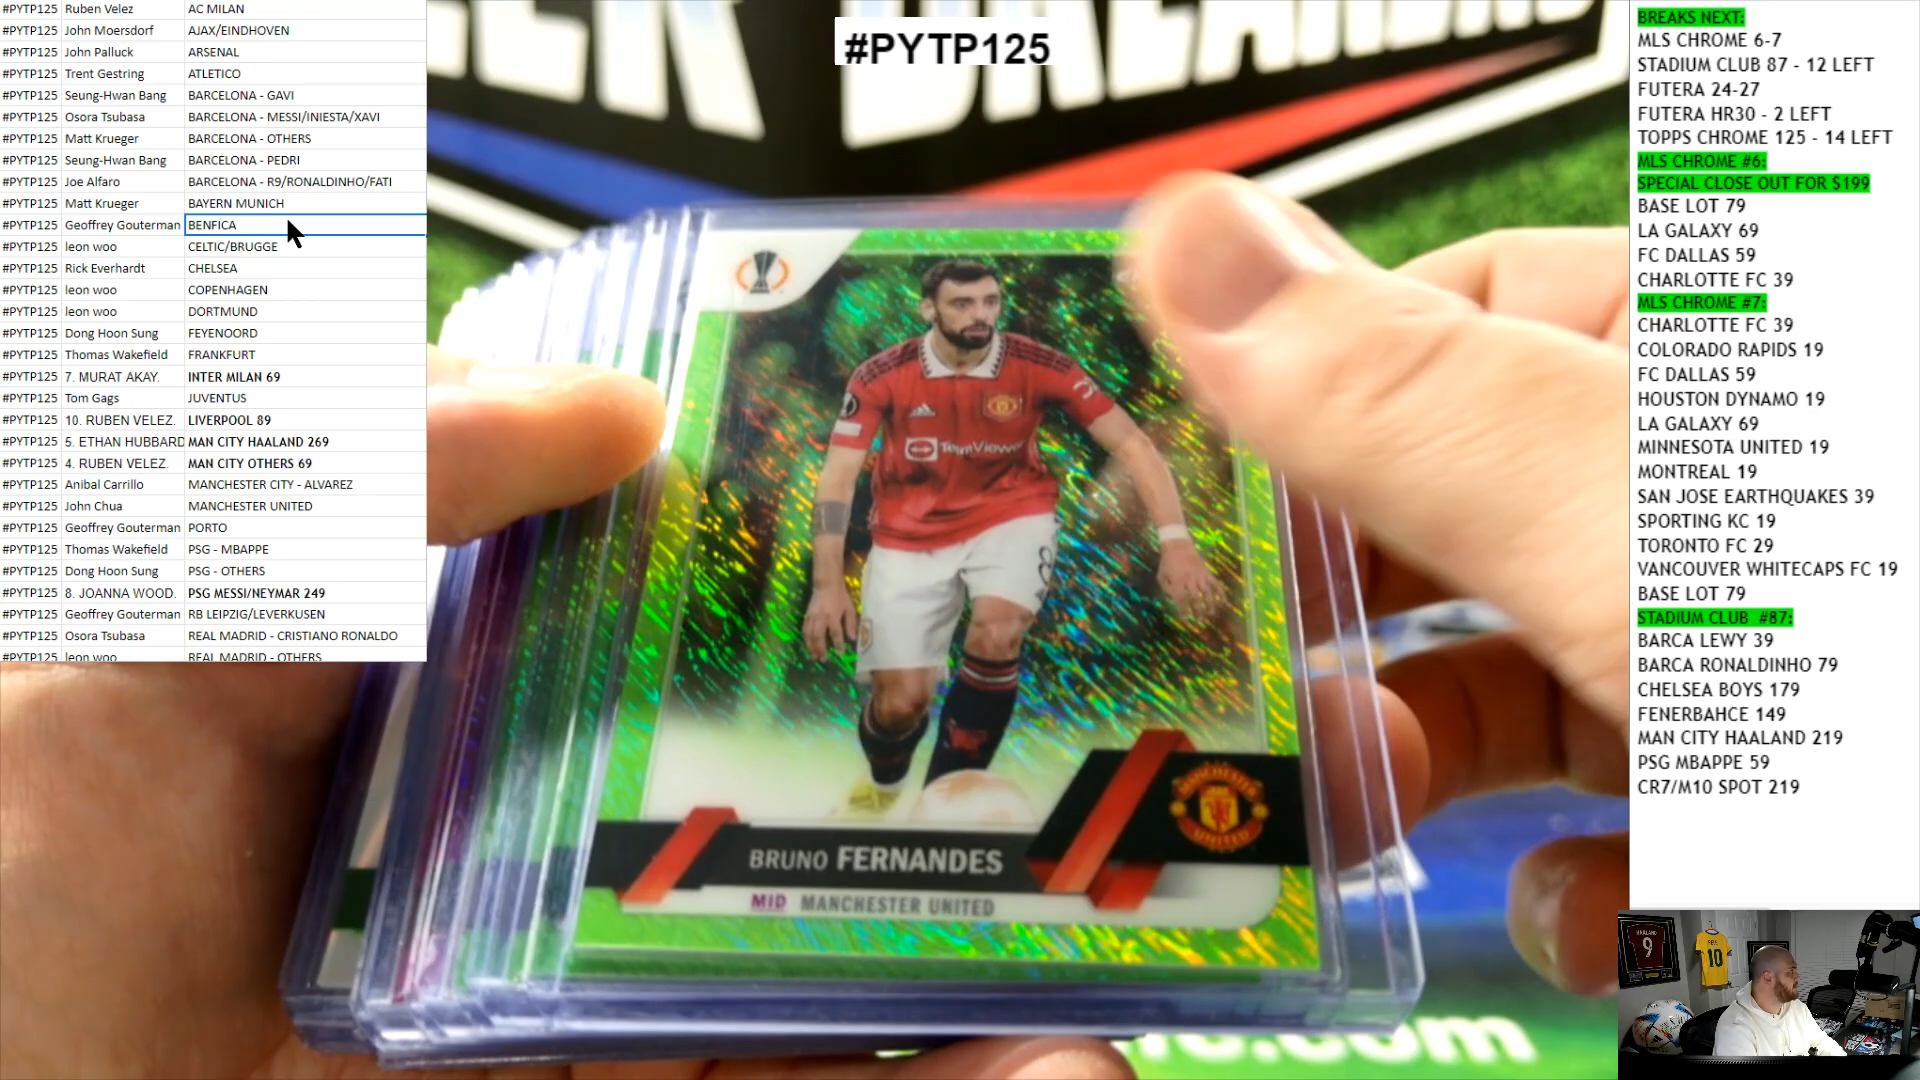 #PYTP125 Ruben Velez AC MILAN
#PYTP125 John Moersdorf AJAX/EINDHOVEN
#PYTP125 John Palluck ARSENAL
#PYTP125 Trent Gestring ATLETICO
#PYTP125 Seung-Hwan Bang BARCELONA - GAVI
#PYTP125 Osora Tsubasa BARCELONA - MESSI/INIESTA/XAVI
#PYTP125 Matt Krueger BARCELONA - OTHERS
#PYTP125 Seung-Hwan Bang BARCELONA - PEDRI
#PYTP125 Joe Alfaro BARCELONA - R9/RONALDINHO/FATI
#PYTP125 Matt Krueger BAYERN MUNICH
#PYTP125 Geoffrey Gouterman BENFICA
#PYTP125 leon woo CELTIC/BRUGGE
#PYTP125 Rick Everhardt CHELSEA
#PYTP125 leon woo COPENHAGEN
#PYTP125 leon woo DORTMUND
#PYTP125 Dong Hoon Sung FEYENOORD
#PYTP125 Thomas Wakefield FRANKFURT
#PYTP125 7. MURAT AKAY. INTER MILAN 69
#PYTP125 Tom Gags JUVENTUS
#PYTP125 10. RUBEN VELEZ. LIVERPOOL 89
#PYTP125 5. ETHAN HUBBARD MAN CITY HAALAND 269
#PYTP125 4. RUBEN VELEZ. MAN CITY OTHERS 69
#PYTP125 Anibal Carrillo MANCHESTER CITY - ALVAREZ
#PYTP125 John Chua MANCHESTER UNITED
#PYTP125 Geoffrey Gouterman PORTO
#PYTP125 Thomas Wakefield PSG - MBAPPE
#PYTP125 Dong Hoon Sung PSG - OTHERS
#PYTP125 8. JOANNA WOOD. PSG MESSI/NEYMAR 249
#PYTP125 Geoffrey Gouterman RB LEIPZIG/LEVERKUSEN
#PYTP125 Osora Tsubasa REAL MADRID - CRISTIANO RONALDO
#PYTP125 leon woo REAL MADRID - OTHERS
#PYTP125
TeamViewer
BRUNO FERNANDES
MID MANCHESTER UNITED
MANCHESTER
UNITED
.com
BREAKS NEXT:
MLS CHROME 6-7
STADIUM CLUB 87 - 12 LEFT
FUTERA 24-27
FUTERA HR30 - 2 LEFT
TOPPS CHROME 125 - 14 LEFT
MLS CHROME #6:
SPECIAL CLOSE OUT FOR $199
BASE LOT 79
LA GALAXY 69
FC DALLAS 59
CHARLOTTE FC 39
MLS CHROME #7:
CHARLOTTE FC 39
COLORADO RAPIDS 19
FC DALLAS 59
HOUSTON DYNAMO 19
LA GALAXY 69
MINNESOTA UNITED 19
MONTREAL 19
SAN JOSE EARTHQUAKES 39
SPORTING KC 19
TORONTO FC 29
VANCOUVER WHITECAPS FC 19
BASE LOT 79
STADIUM CLUB #87:
BARCA LEWY 39
BARCA RONALDINHO 79
CHELSEA BOYS 179
FENERBAHCE 149
MAN CITY HAALAND 219
PSG MBAPPE 59
CR7/M10 SPOT 219
HAALAND
9
10